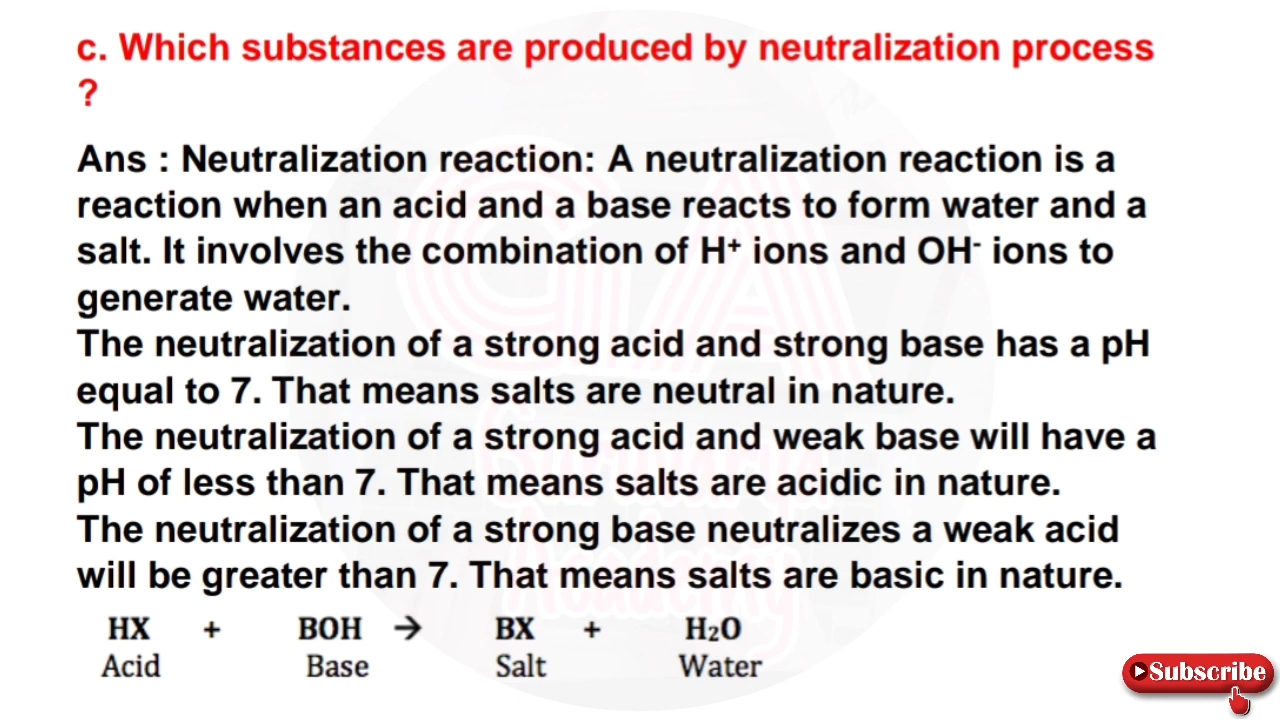 c. Which substances are produced by neutralization process
?
Ans : Neutralization reaction: A neutralization reaction is a
reaction when an acid and a base reacts to form water and a
salt. It involves the combination of H⁺ ions and OH⁻ ions to
generate water.
The neutralization of a strong acid and strong base has a pH
equal to 7. That means salts are neutral in nature.
The neutralization of a strong acid and weak base will have a
pH of less than 7. That means salts are acidic in nature.
The neutralization of a strong base neutralizes a weak acid
will be greater than 7. That means salts are basic in nature.
HX + BOH → BX + H₂O
Acid Base Salt Water
Subscribe